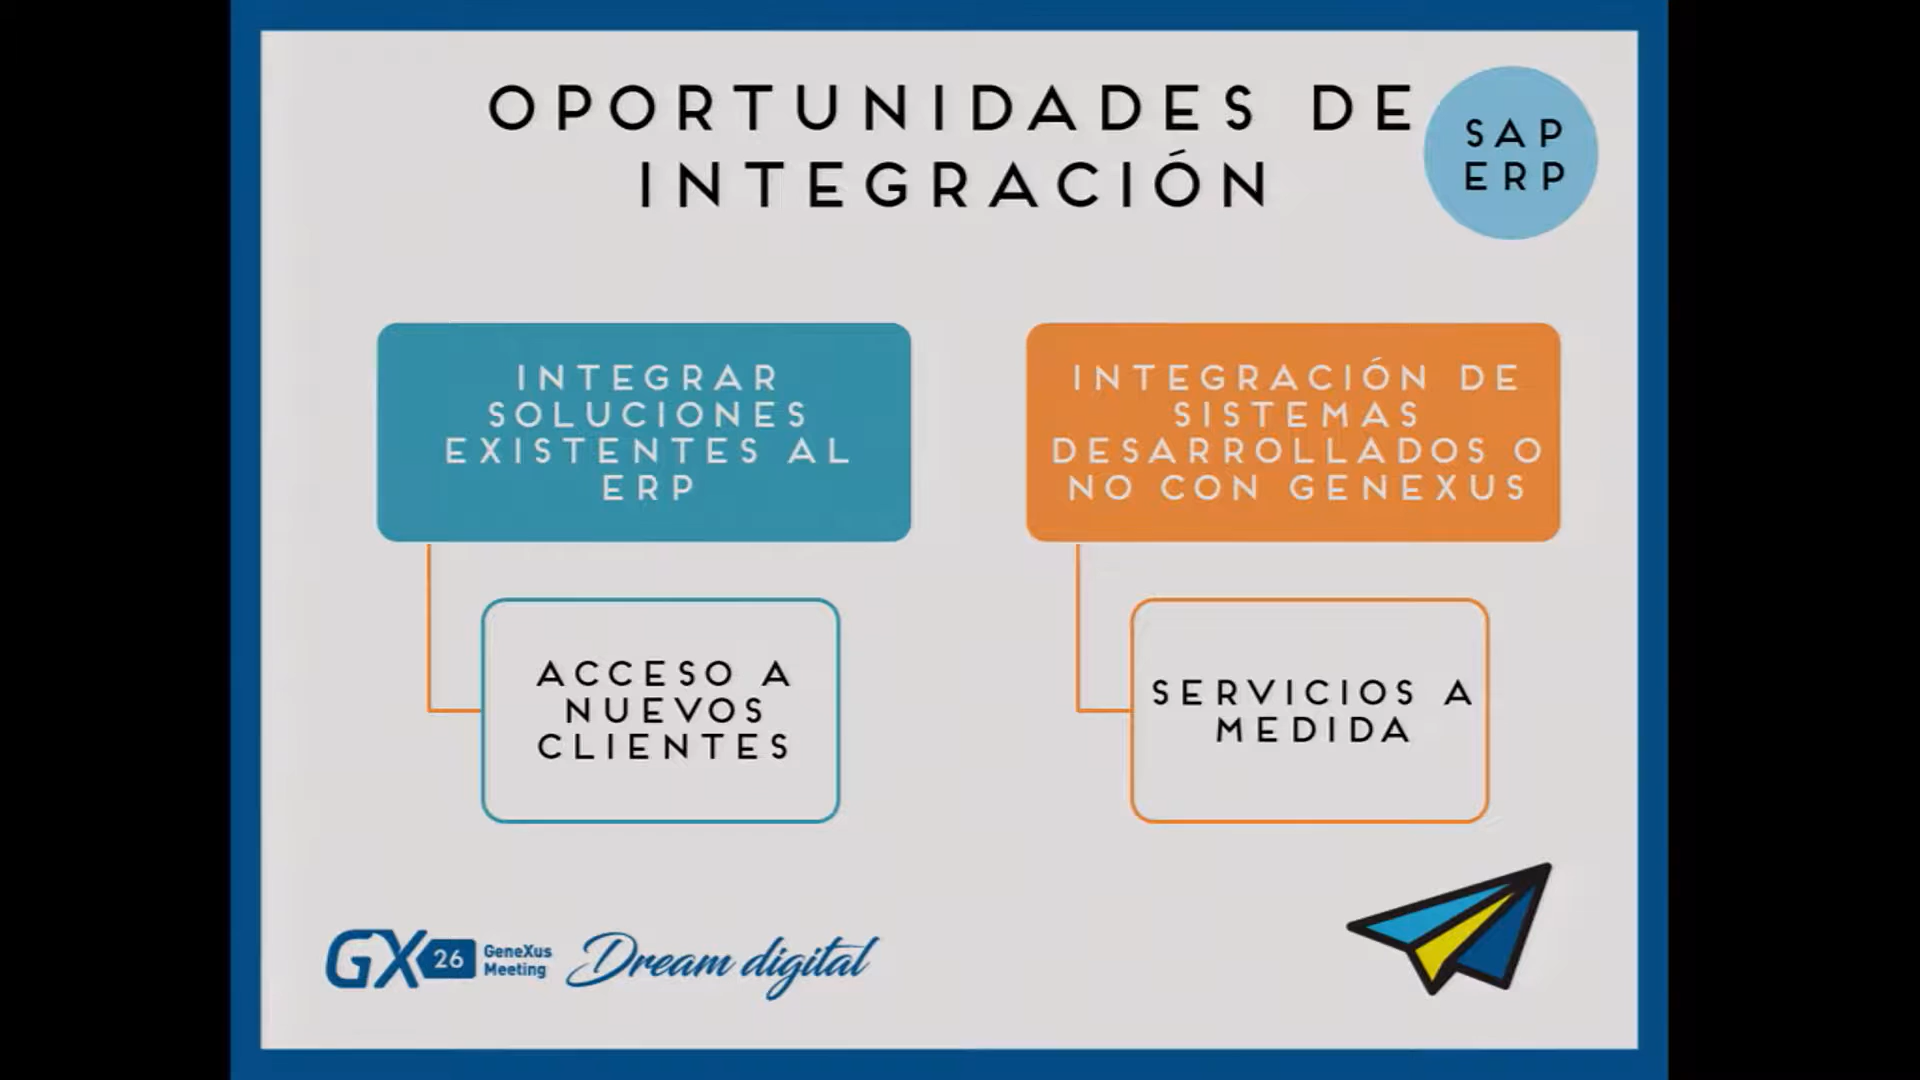 OPORTUNIDADES DE
INTEGRACIÓN
SAP
ERP
INTEGRAR
SOLUCIONES
EXISTENTES AL
ERP
ACCESO A
NUEVOS
CLIENTES
INTEGRACIÓN DE
SISTEMAS
DESARROLLADOS O
NO CON GENEXUS
SERVICIOS A
MEDIDA
GX 26 GeneXus
Meeting
Dream digital